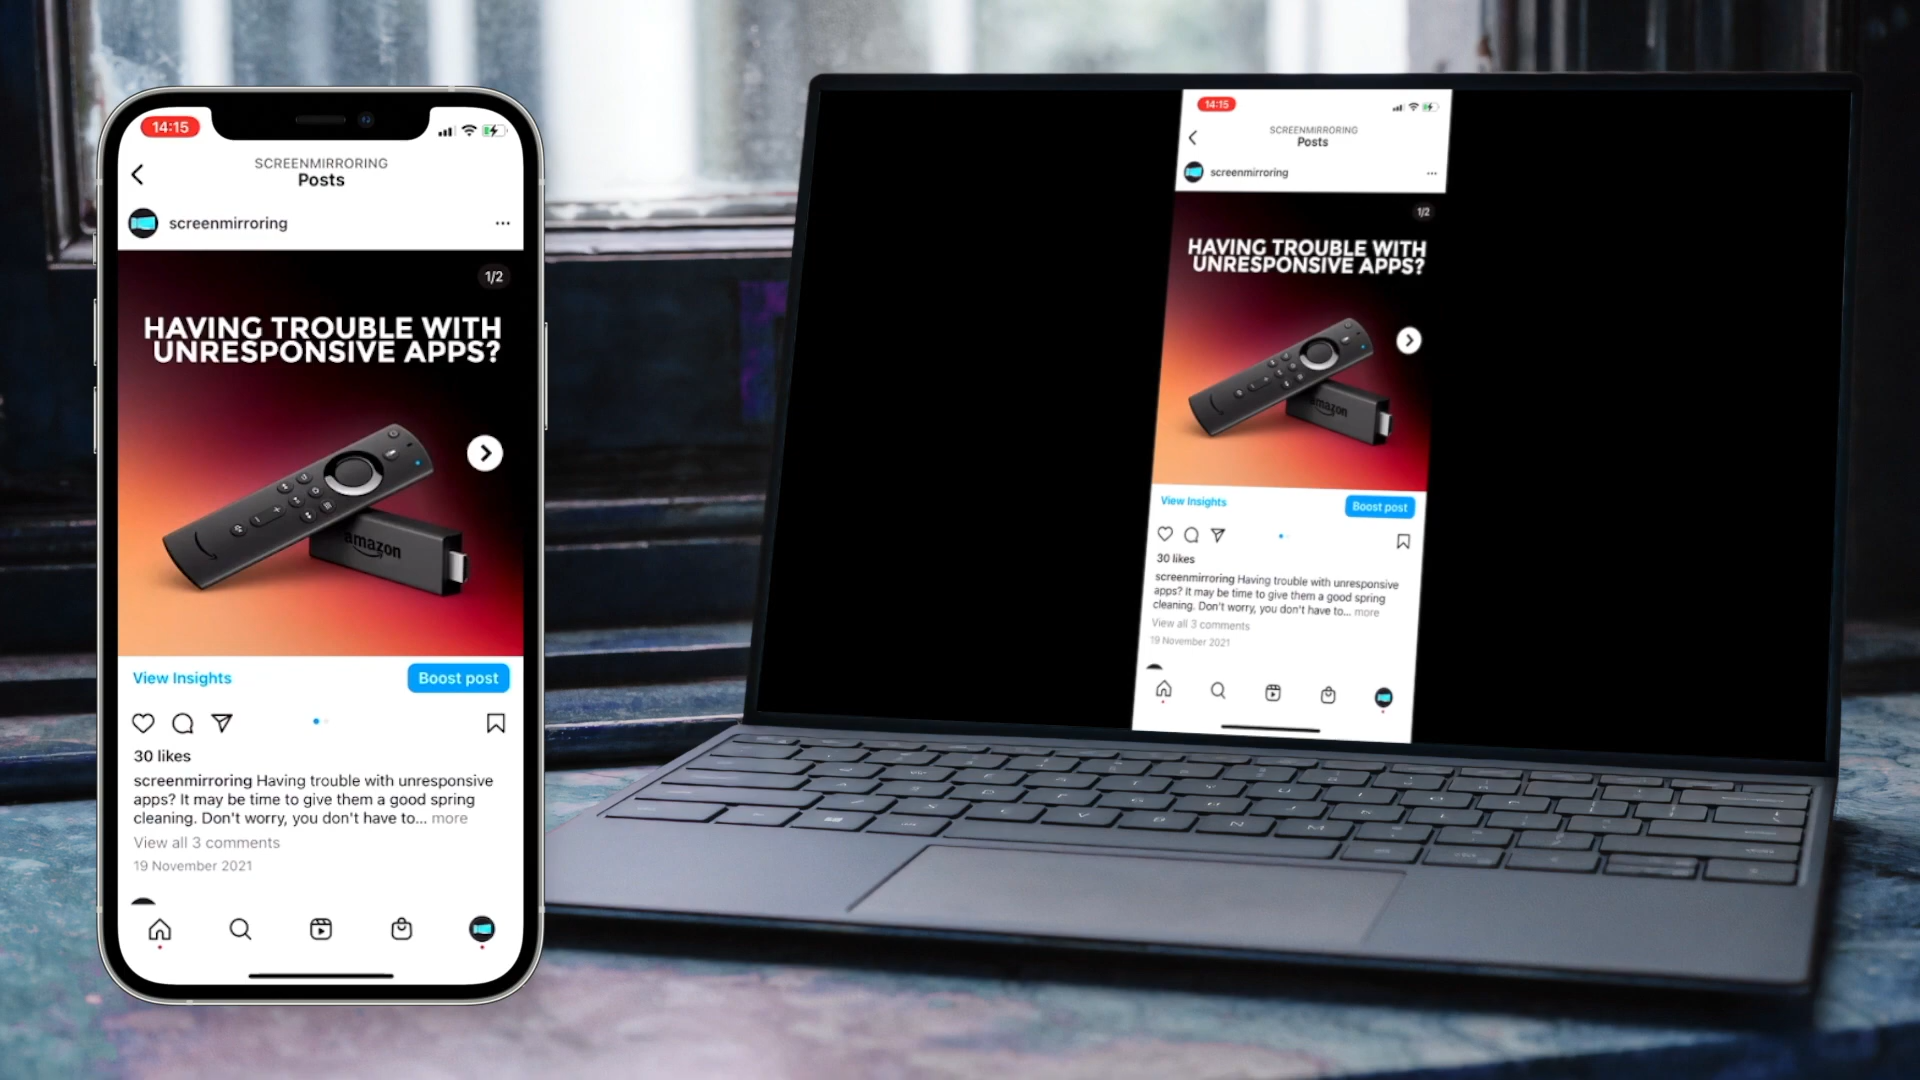 14:15
SCREENMIRRORING
Posts
screenmirroring
1/2
HAVING TROUBLE WITH
UNRESPONSIVE APPS?
amazon
View Insights
Boost post
30 likes
screenmirroring Having trouble with unresponsive
apps? It may be time to give them a good spring
cleaning. Don't worry, you don't have to... more
View all 3 comments
19 November 2021
14:15
SCREENMIRRORING
Posts
screenmirroring
1/2
HAVING TROUBLE WITH
UNRESPONSIVE APPS?
amazon
View Insights
Boost post
30 likes
screenmirroring Having trouble with unresponsive
apps? It may be time to give them a good spring
cleaning. Don't worry, you don't have to... more
View all 3 comments
19 November 2021